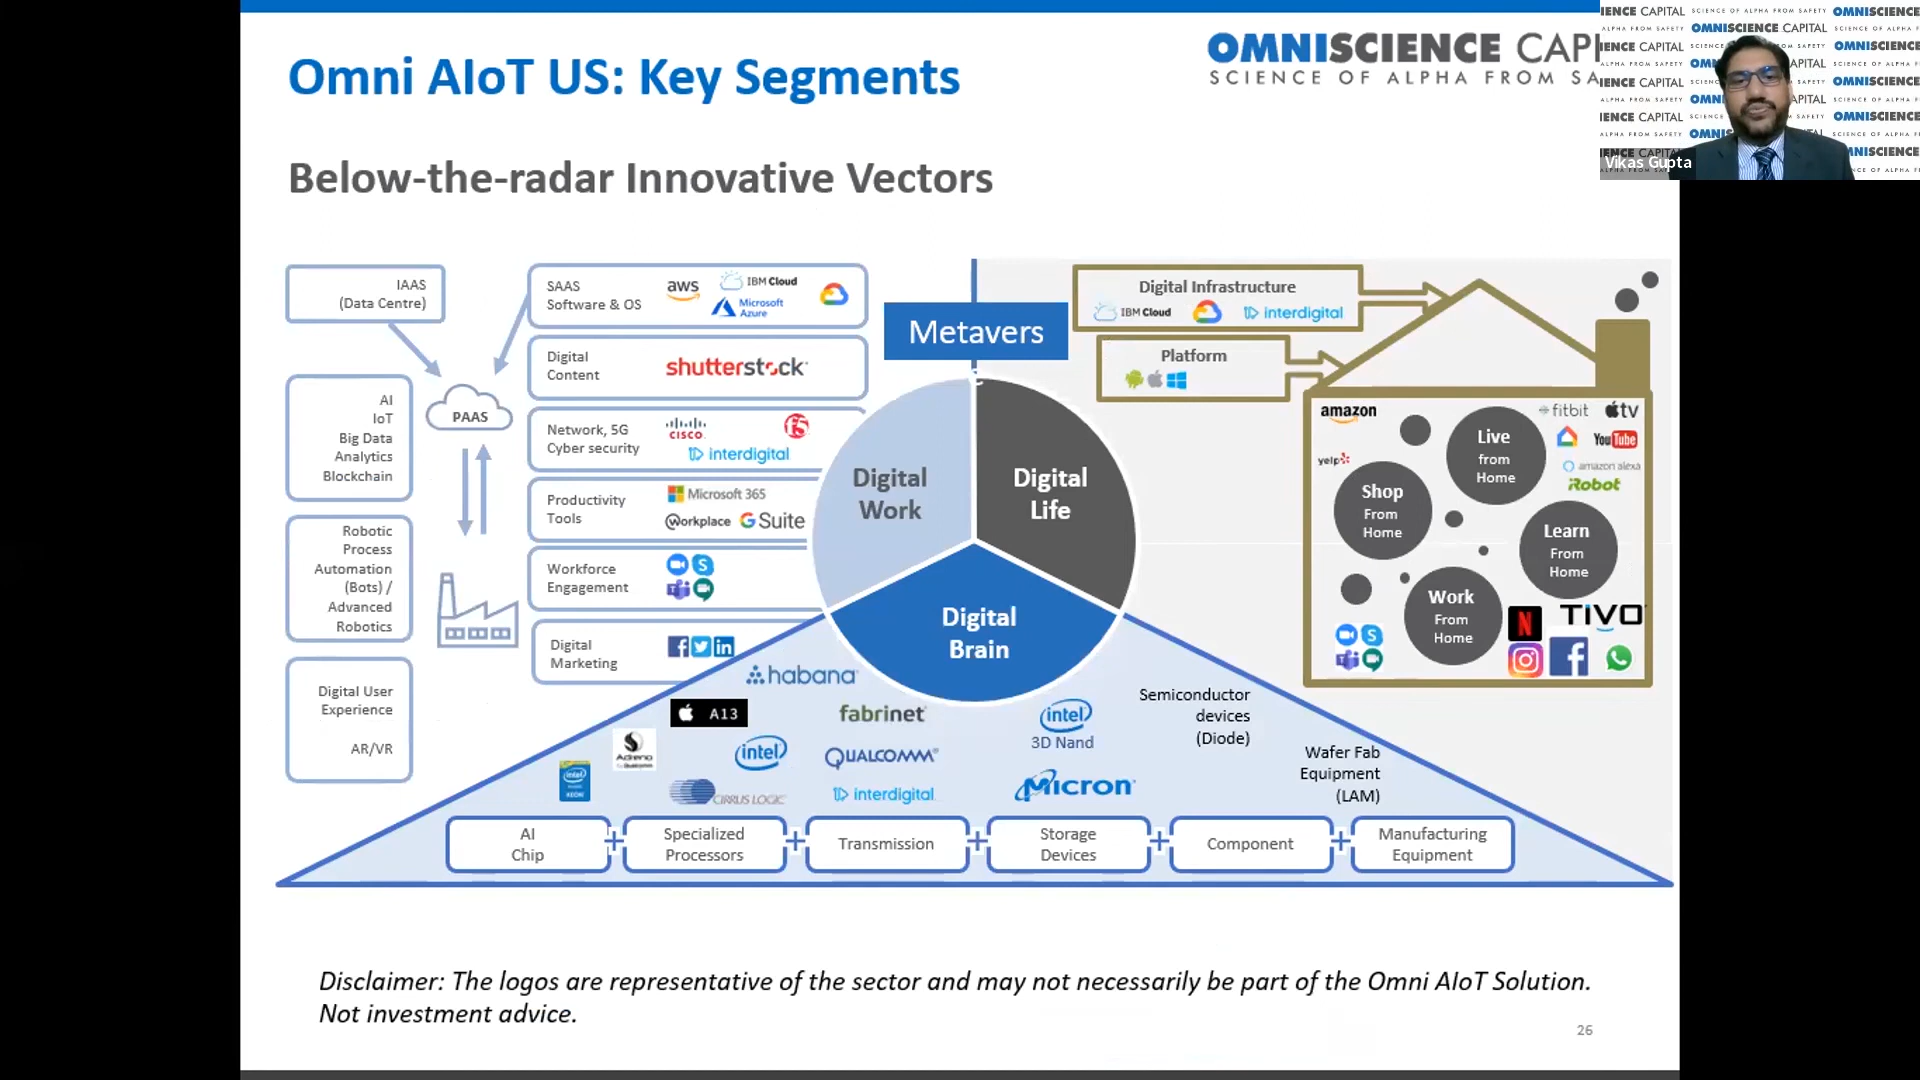 Omni AIoT US: Key Segments
OMNISCIENCE CAPI
SCIENCE OF ALPHA FROM SA
Vikas Gupta
Below-the-radar Innovative Vectors
IAAS
(Data Centre)
AI
IoT
Big Data
Analytics
Blockchain
Robotic
Process
Automation
(Bots) /
Advanced
Robotics
Digital User
Experience
AR/VR
PAAS
SAAS
Software & OS
aws
IBM Cloud
Microsoft
Azure
Digital
Content
shutterstock
Network, 5G
Cyber security
CISCO
f5
interdigital
Productivity
Tools
Microsoft 365
workplace
G Suite
Workforce
Engagement
Digital
Marketing
Metavers
e
Digital
Work
Digital
Life
Digital
Brain
Digital Infrastructure
IBM Cloud
interdigital
Platform
amazon
yelp
fitbit
tv
YouTube
amazon alexa
iRobot
Live
from
Home
Shop
From
Home
Learn
From
Home
Work
From
Home
N
TiVo
habana
A13
Adreno
intel
XEON
intel
CIRRUS LOGIC
fabrinet
QUALCOMM
interdigital
intel
3D Nand
Micron
Semiconductor
devices
(Diode)
Wafer Fab
Equipment
(LAM)
AI
Chip
+
Specialized
Processors
+
Transmission
+
Storage
Devices
+
Component
+
Manufacturing
Equipment
Disclaimer: The logos are representative of the sector and may not necessarily be part of the Omni AIoT Solution.
Not investment advice.
26